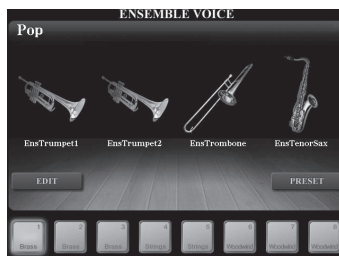 ENSEMBLE VOICE
Pop
EnsTrumpet1 EnsTrumpet2 EnsTrombone EnsTenorSax
EDIT PRESET
1 2 3 4 5 6 7 8
Brass Brass Brass Strings Strings Woodwind Woodwind Woodwind